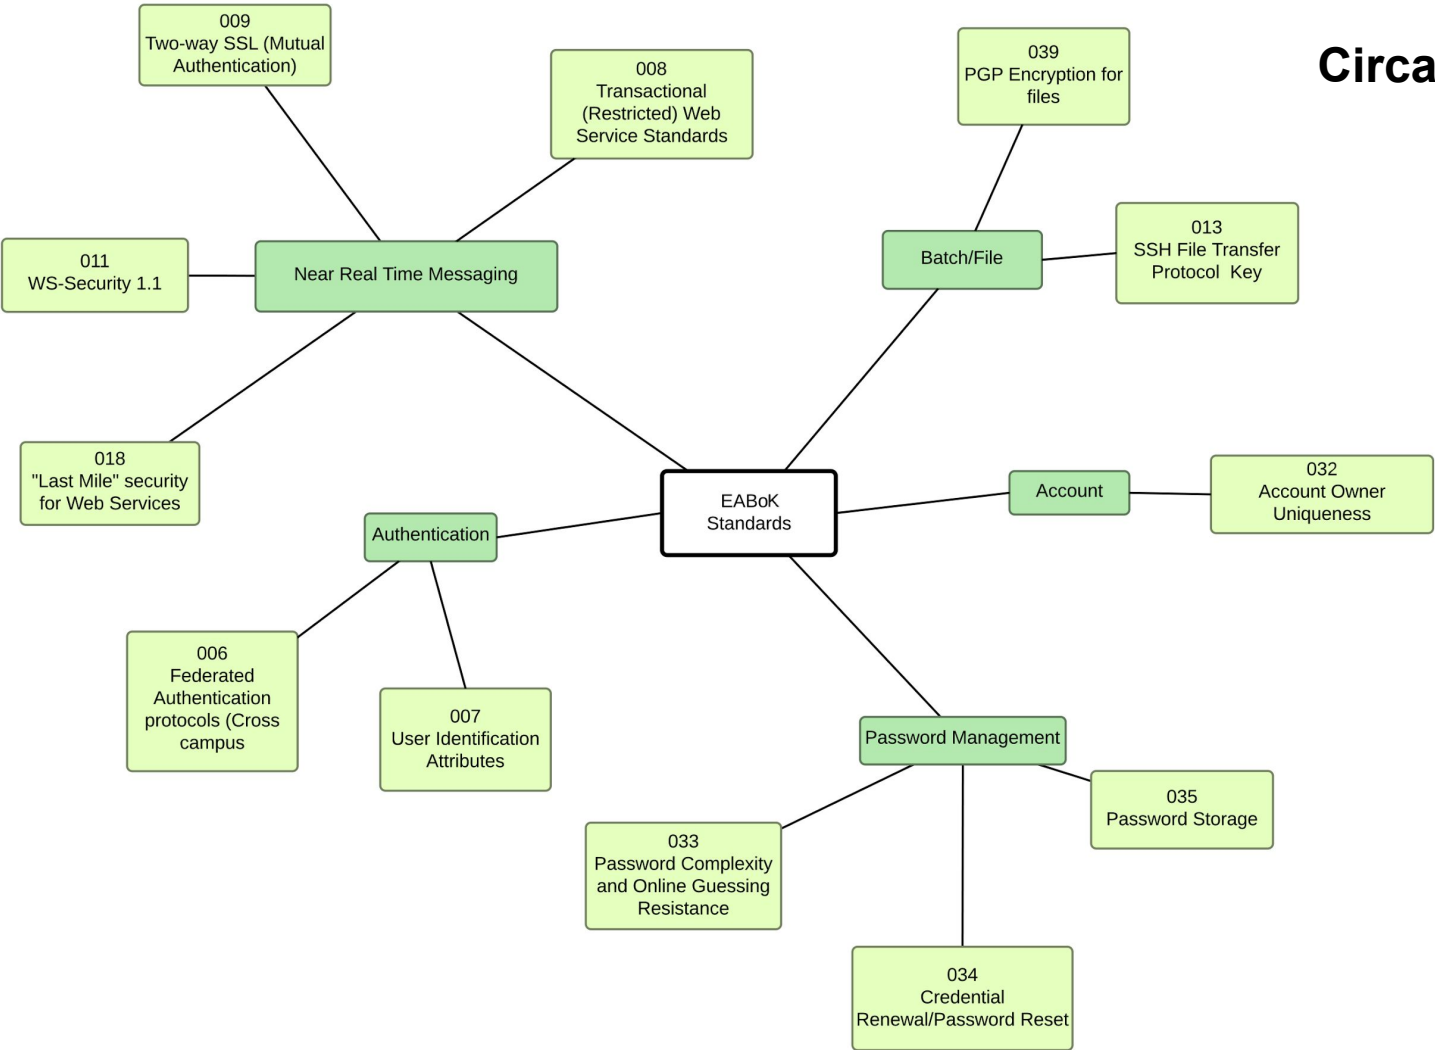 009
Two-way SSL (Mutual
Authentication)
008
Transactional
(Restricted) Web
Service Standards
039
PGP Encryption for
files
Circa
011
WS-Security 1.1
Near Real Time Messaging
Batch/File
013
SSH File Transfer
Protocol Key
018
"Last Mile" security
for Web Services
Authentication
EABoK
Standards
Account
032
Account Owner
Uniqueness
006
Federated
Authentication
protocols (Cross
campus
007
User Identification
Attributes
Password Management
033
Password Complexity
and Online Guessing
Resistance
035
Password Storage
034
Credential
Renewal/Password Reset